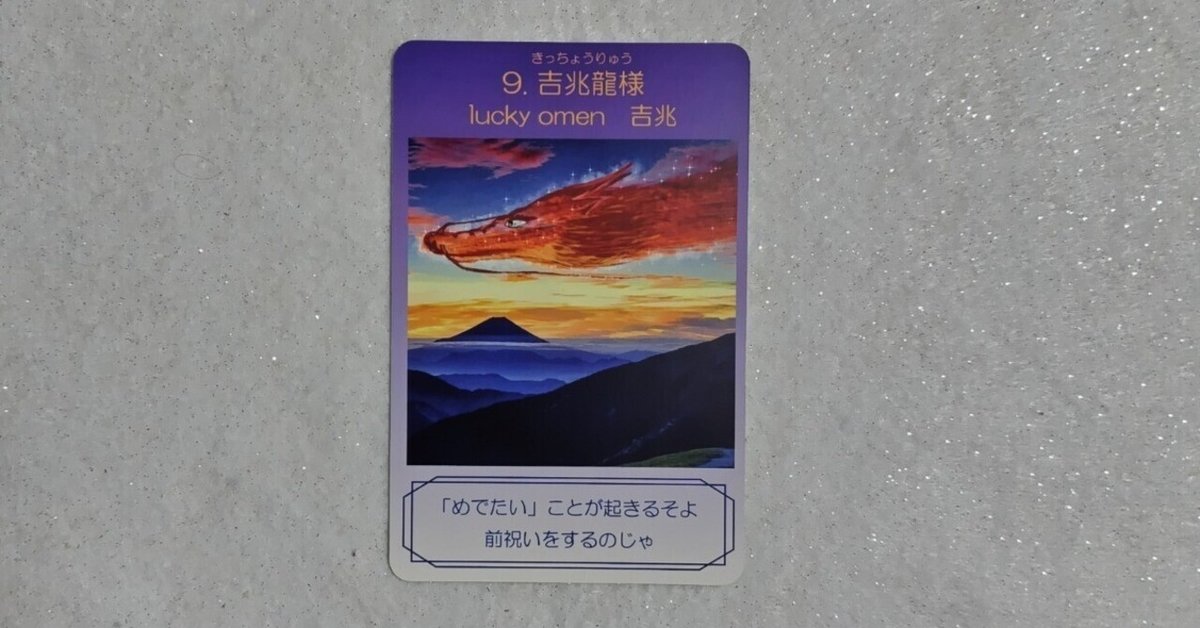 きっちょうりゅう
9. 吉兆龍様
lucky omen　吉兆
「めでたい」ことが起きるそよ
前祝いをするのじゃ